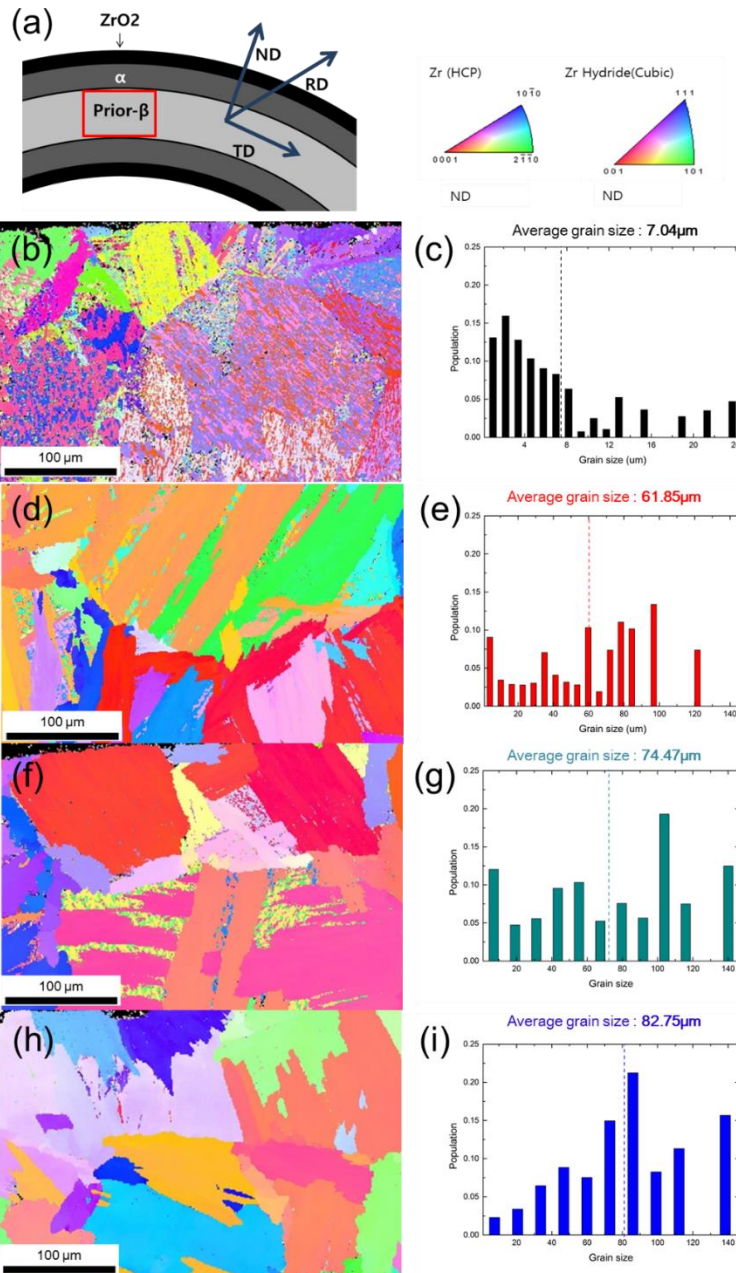 (a)
ZrO2
α
Prior-β
ND
RD
TD
Zr (HCP)
Zr Hydride(Cubic)
101̅0
0001
21̅1̅0
ND
111
001
101
ND
(b)
100 µm
(c)
Average grain size : 7.04µm
Population
0.25
0.20
0.15
0.10
0.05
0.00
4
8
12
16
20
24
Grain size (um)
(d)
100 µm
(e)
Average grain size : 61.85µm
Population
0.25
0.20
0.15
0.10
0.05
0.00
20
40
60
80
100
120
140
Grain size (um)
(f)
100 µm
(g)
Average grain size : 74.47µm
Population
0.25
0.20
0.15
0.10
0.05
0.00
20
40
60
80
100
120
140
Grain size
(h)
100 µm
(i)
Average grain size : 82.75µm
Population
0.25
0.20
0.15
0.10
0.05
0.00
20
40
60
80
100
120
140
Grain size